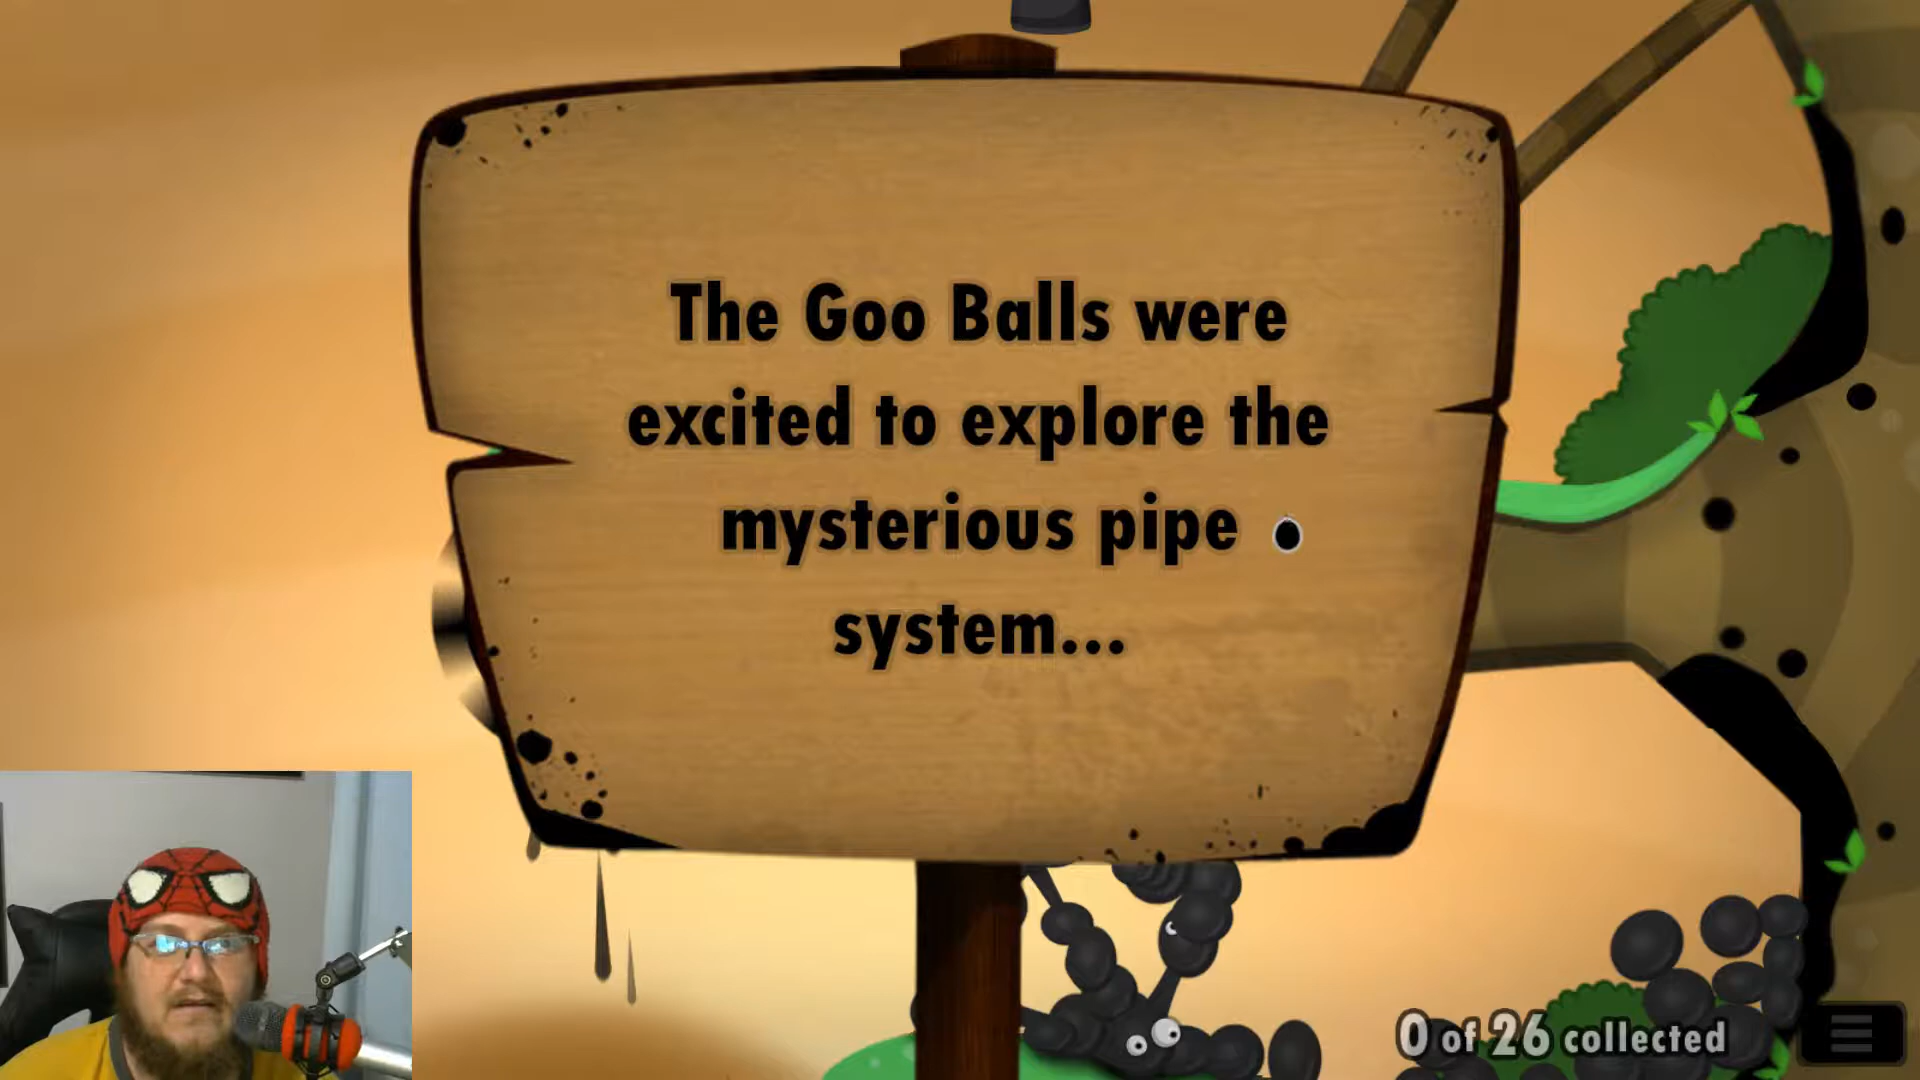 The Goo Balls were
excited to explore the
mysterious pipe
system...
0 of 26 collected